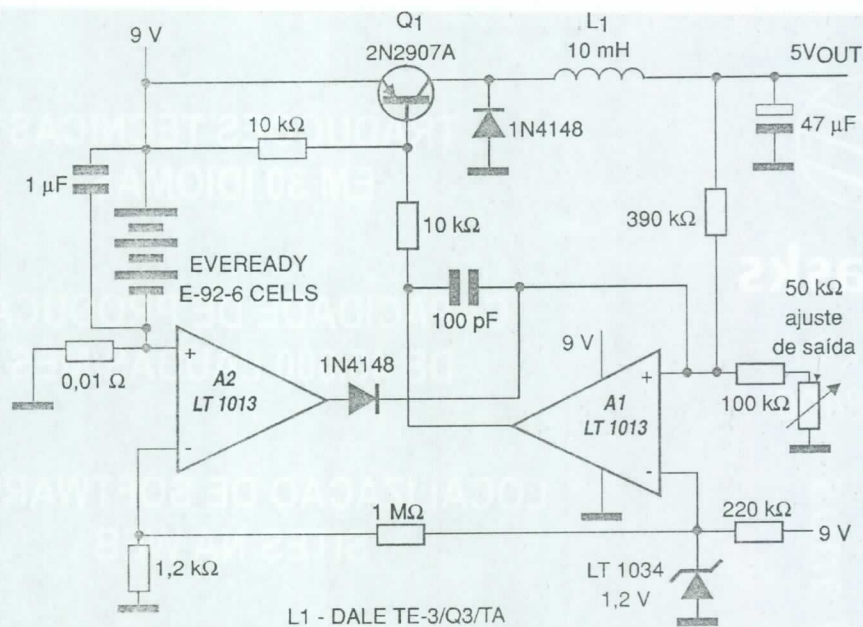 Q1
2N2907A
L1
10 mH
9 V
5VOUT
10 kΩ
1N4148
47 µF
1 µF
10 kΩ
390 kΩ
EVEREADY
E-92-6 CELLS
100 pF
50 kΩ
ajuste
de saída
9 V
0,01 Ω
+
A2
LT 1013
-
1N4148
+
A1
LT 1013
-
100 kΩ
1 MΩ
220 kΩ
9 V
1,2 kΩ
LT 1034
1,2 V
L1 - DALE TE-3/Q3/TA